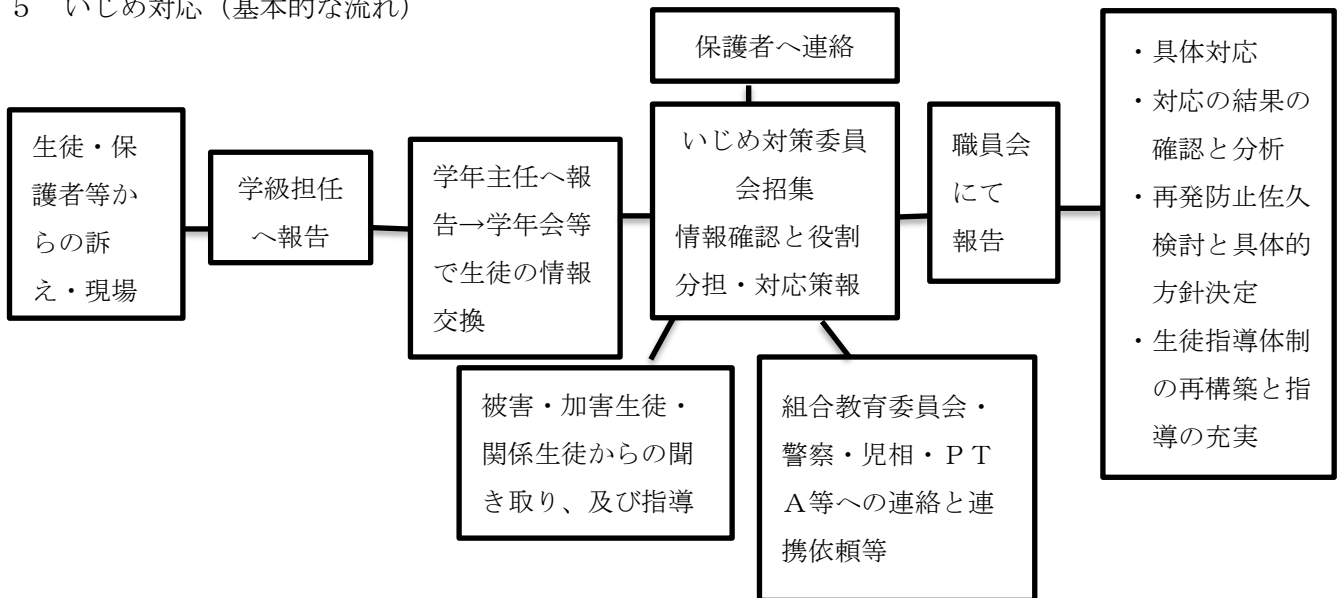 5 いじめ対応（基本的な流れ）
保護者へ連絡
生徒・保
護者等か
らの訴
え・現場
学級担任
へ報告
学年主任へ報
告→学年会等
で生徒の情報
交換
いじめ対策委員
会招集
情報確認と役割
分担・対応策報
職員会
にて
報告
・具体対応
・対応の結果の
確認と分析
・再発防止佐久
検討と具体的
方針決定
・生徒指導体制
の再構築と指
導の充実
被害・加害生徒・
関係生徒からの聞
き取り、及び指導
組合教育委員会・
警察・児相・ＰＴ
Ａ等への連絡と連
携依頼等